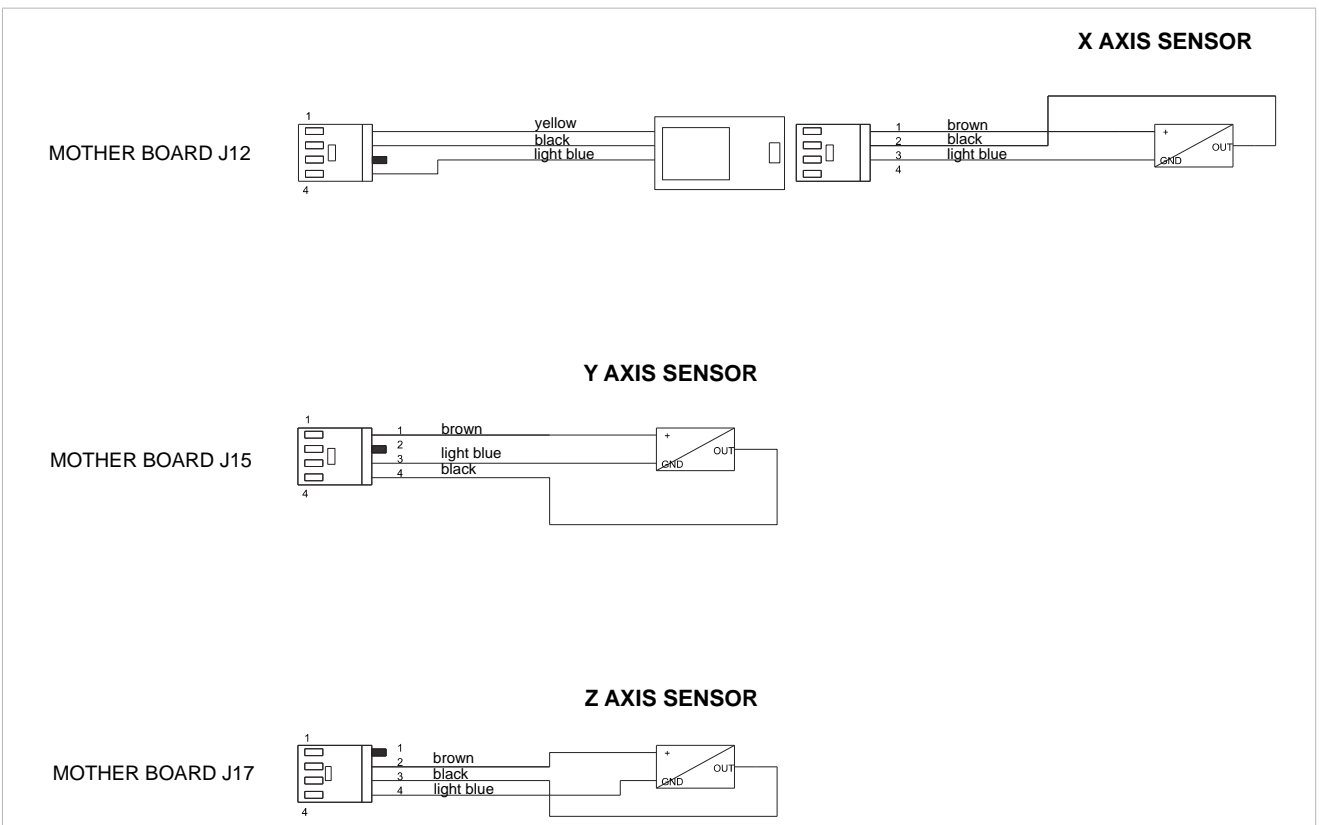 X AXIS SENSOR
MOTHER BOARD J12
1
4
yellow
black
light blue
1 brown
2 black
3 light blue
4
+
GND
OUT
Y AXIS SENSOR
MOTHER BOARD J15
1
4
1 brown
2
3 light blue
4 black
+
GND
OUT
Z AXIS SENSOR
MOTHER BOARD J17
1
4
1
2 brown
3 black
4 light blue
+
GND
OUT